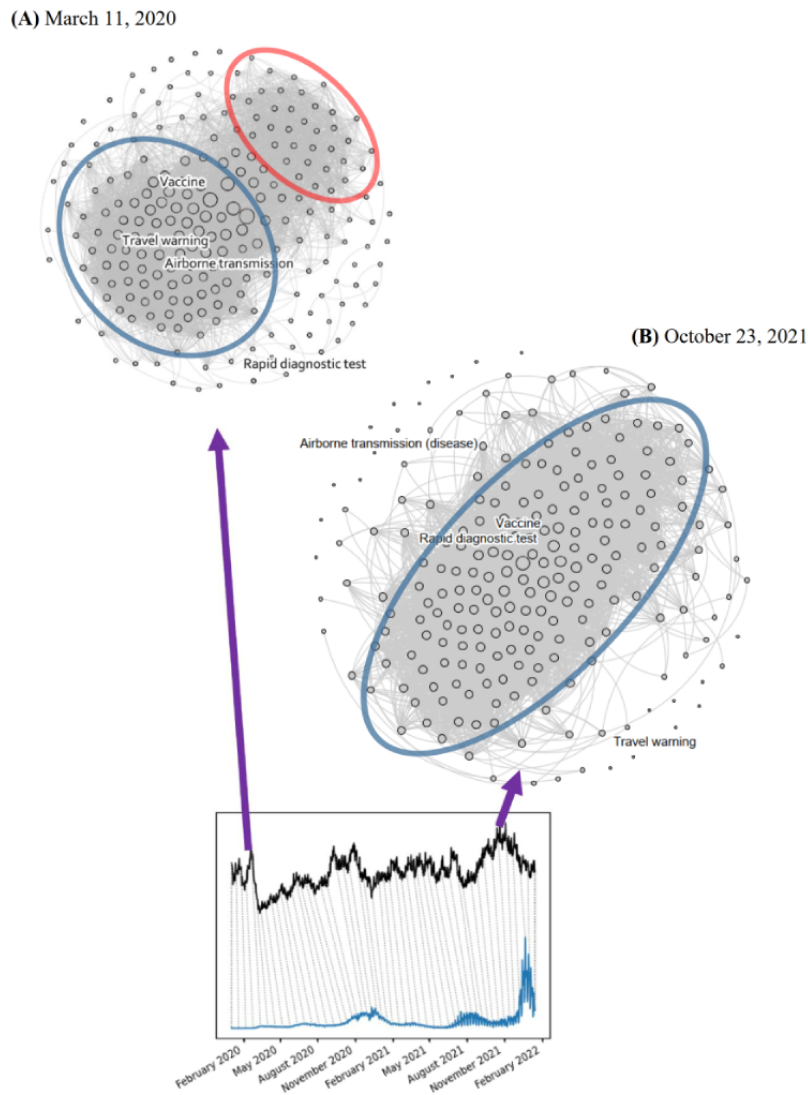 (A) March 11, 2020
Vaccine
Travel warning
Airborne transmission
Rapid diagnostic test
(B) October 23, 2021
Airborne transmission (disease)
Vaccine
Rapid diagnostic test
Travel warning
February 2020
May 2020
August 2020
November 2020
February 2021
May 2021
August 2021
November 2021
February 2022